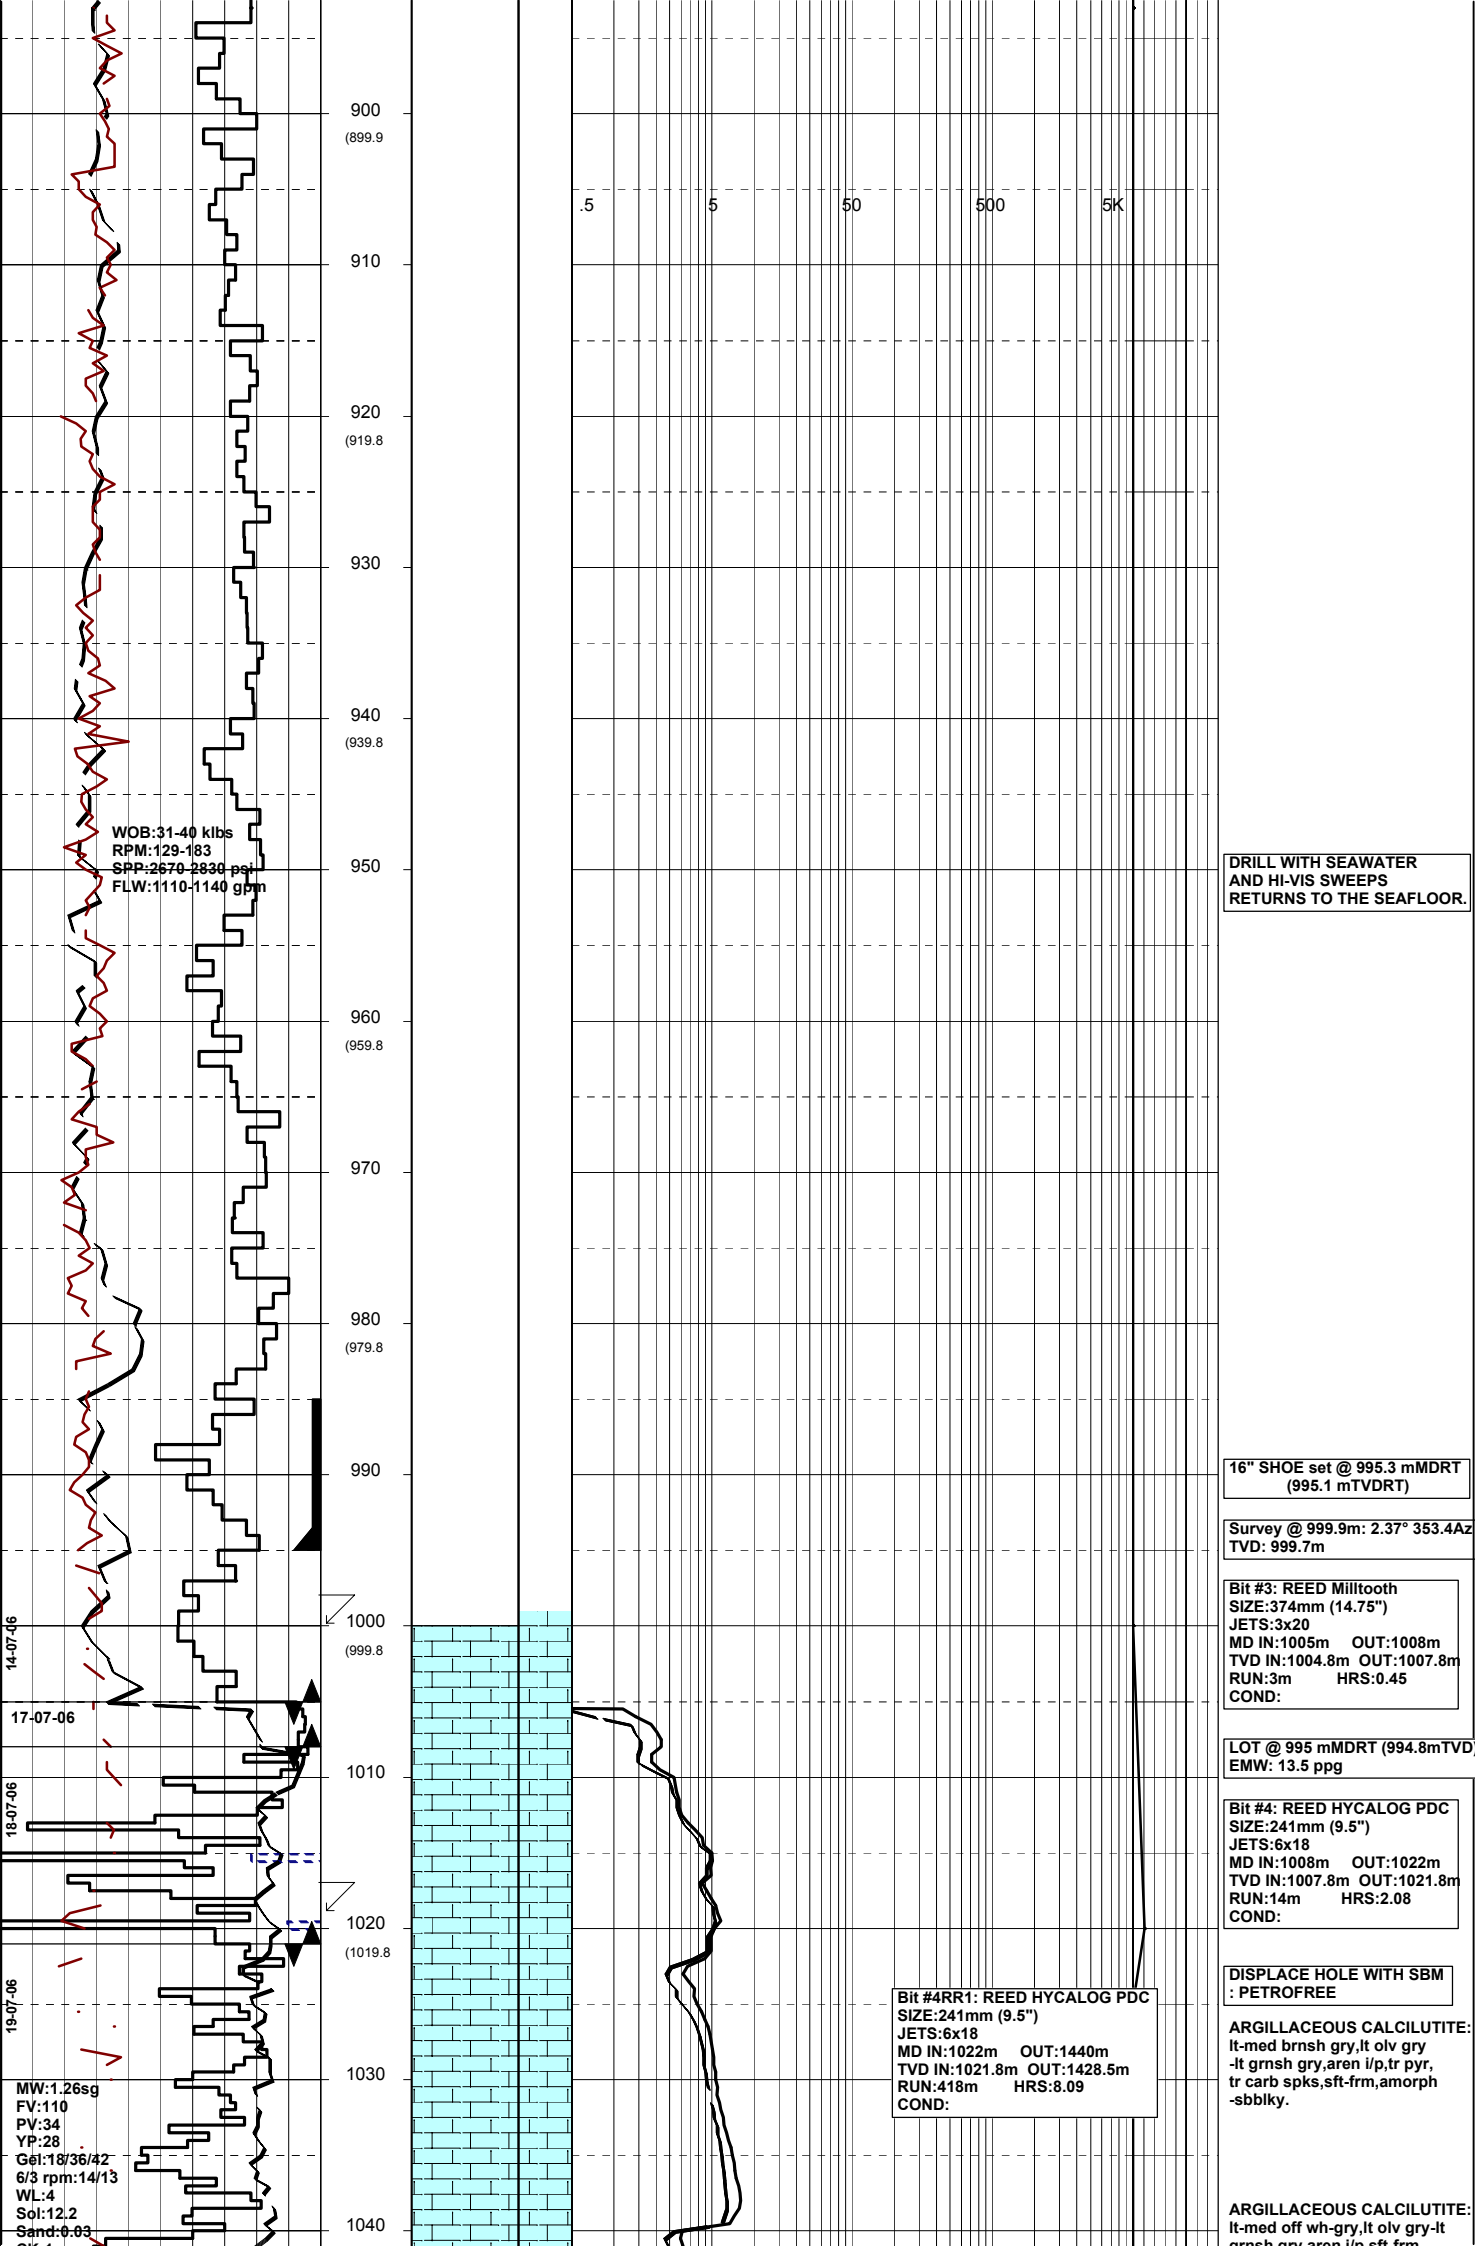 900
(899.9
.5 5 50 500 5K
910
920
(919.8
930
940
(939.8
WOB:31-40 klbs
RPM:129-183
SPP:2670-2830 psi
FLW:1110-1140 gpm
950
DRILL WITH SEAWATER
AND HI-VIS SWEEPS
RETURNS TO THE SEAFLOOR.
960
(959.8
970
980
(979.8
990
16" SHOE set @ 995.3 mMDRT
(995.1 mTVDRT)
Survey @ 999.9m: 2.37° 353.4Az
TVD: 999.7m
Bit #3: REED Milltooth
SIZE:374mm (14.75")
JETS:3x20
MD IN:1005m OUT:1008m
TVD IN:1004.8m OUT:1007.8m
RUN:3m HRS:0.45
COND:
1000
(999.8
14-07-06
17-07-06
LOT @ 995 mMDRT (994.8mTVD)
EMW: 13.5 ppg
1010
18-07-06
Bit #4: REED HYCALOG PDC
SIZE:241mm (9.5")
JETS:6x18
MD IN:1008m OUT:1022m
TVD IN:1007.8m OUT:1021.8m
RUN:14m HRS:2.08
COND:
1020
(1019.8
DISPLACE HOLE WITH SBM
: PETROFREE
19-07-06
Bit #4RR1: REED HYCALOG PDC
SIZE:241mm (9.5")
JETS:6x18
MD IN:1022m OUT:1440m
TVD IN:1021.8m OUT:1428.5m
RUN:418m HRS:8.09
COND:
ARGILLACEOUS CALCILUTITE:
lt-med brnsh gry,lt olv gry
-lt grnsh gry,aren i/p,tr pyr,
tr carb spks,sft-frm,amorph
-sbblky.
1030
MW:1.26sg
FV:110
PV:34
YP:28
Gel:18/36/42
6/3 rpm:14/13
WL:4
Sol:12.2
Sand:0.03
1040
ARGILLACEOUS CALCILUTITE:
lt-med off wh-gry,lt olv gry-lt
grnsh gry,aren i/p,sft-frm,